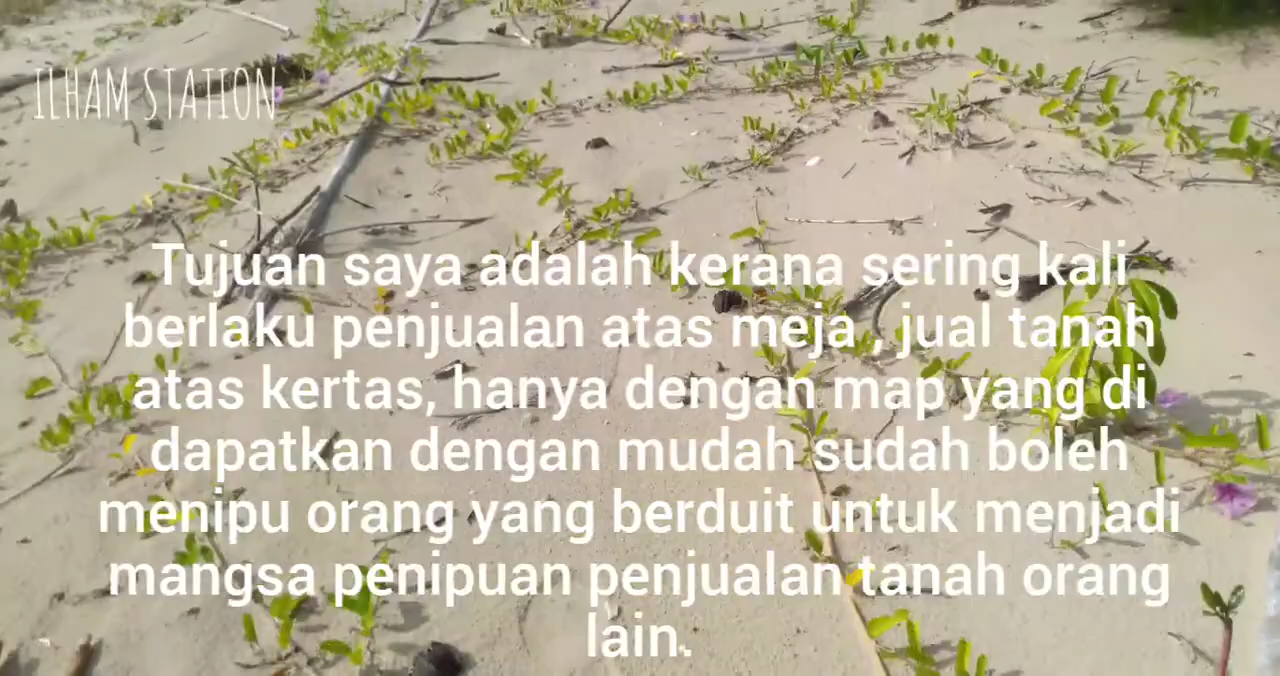 ILHAM STATION
Tujuan saya adalah kerana sering kali
berlaku penjualan atas meja , jual tanah
atas kertas, hanya dengan map yang di
dapatkan dengan mudah sudah boleh
menipu orang yang berduit untuk menjadi
mangsa penipuan penjualan tanah orang
lain.